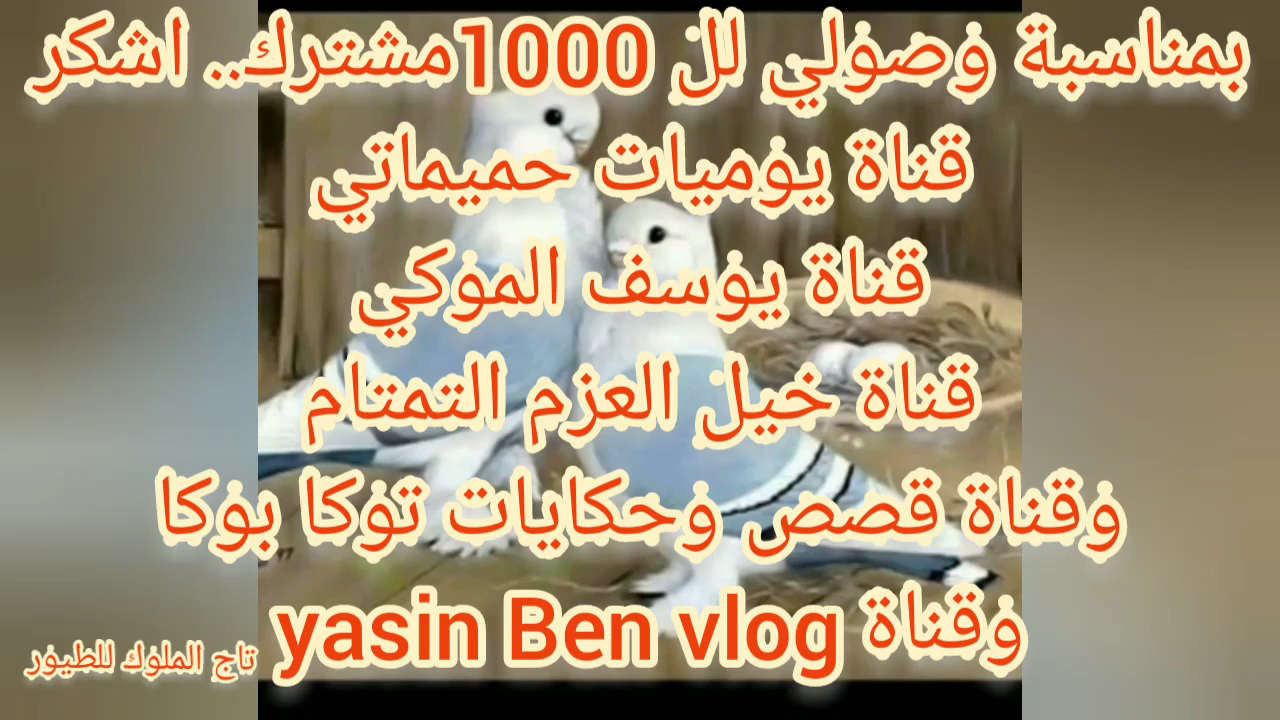 بمناسبة وصولي لل 1000مشترك.. اشكر
قناة يوميات حميماتي
قناة يوسف الموكي
قناة خيل العزم التمتام
وقناة قصص وحكايات توكا بوكا
وقناة yasin Ben vlog
تاج الملوك للطيور